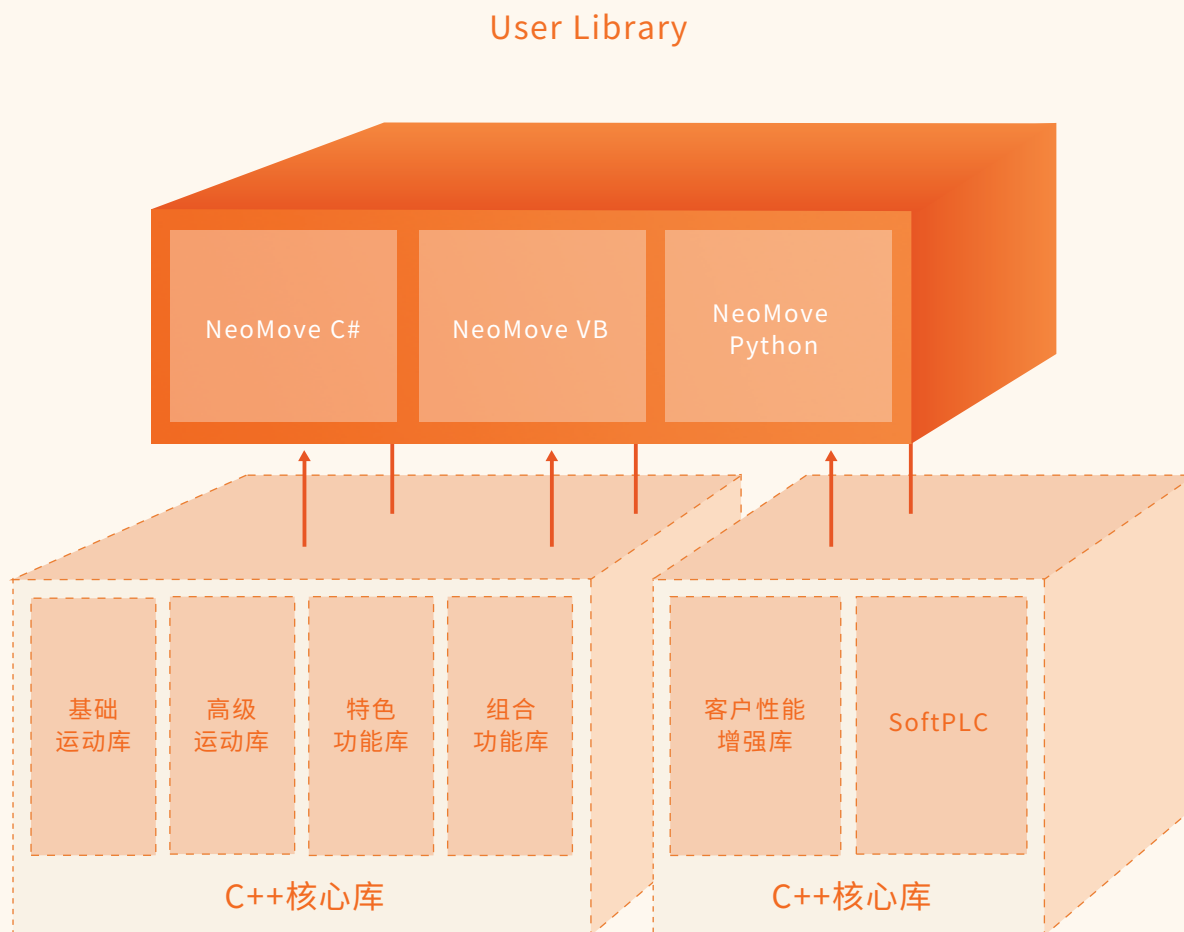 User Library
NeoMove C#
NeoMove VB
NeoMove
Python
基础
运动库
高级
运动库
特色
功能库
组合
功能库
客户性能
增强库
SoftPLC
C++核心库
C++核心库